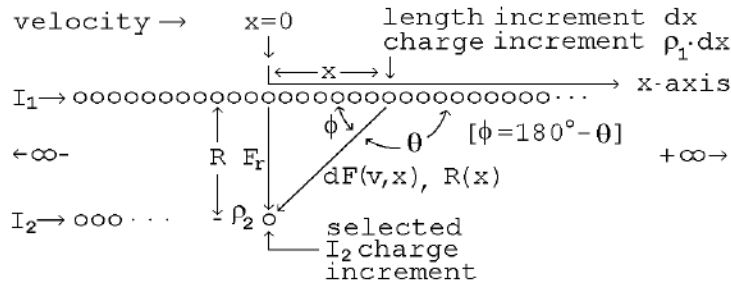 velocity → x=0 length increment dx
charge increment ρ₁·dx
x x-axis
I₁→ooooooooooooooooooooooooooooo···
ϕ θ [ϕ=180°-θ]
←∞- R Fᵣ +∞→
dF(v,x), R(x)
I₂→ooo··· - ρ₂ o
selected
I₂ charge
increment